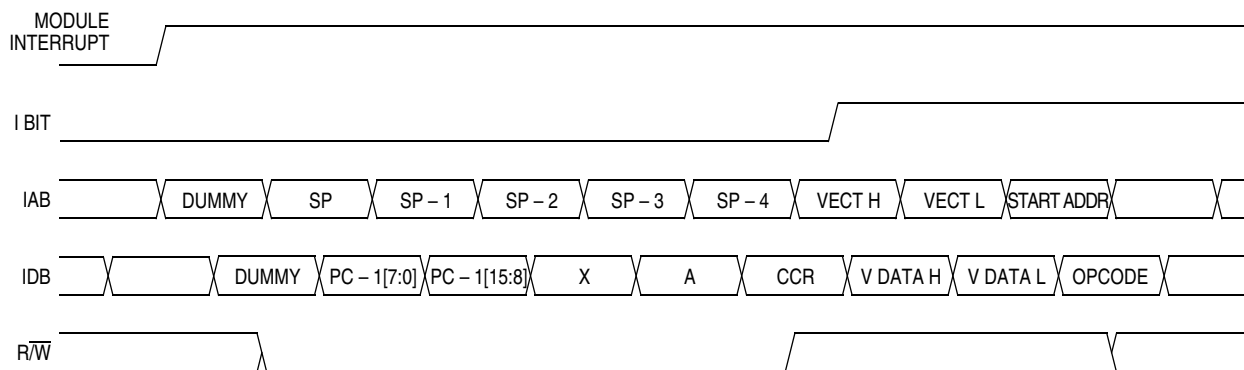 MODULE
INTERRUPT
I BIT
IAB DUMMY SP SP – 1 SP – 2 SP – 3 SP – 4 VECT H VECT L START ADDR
IDB DUMMY PC – 1[7:0] PC – 1[15:8] X A CCR V DATA H V DATA L OPCODE
R/W